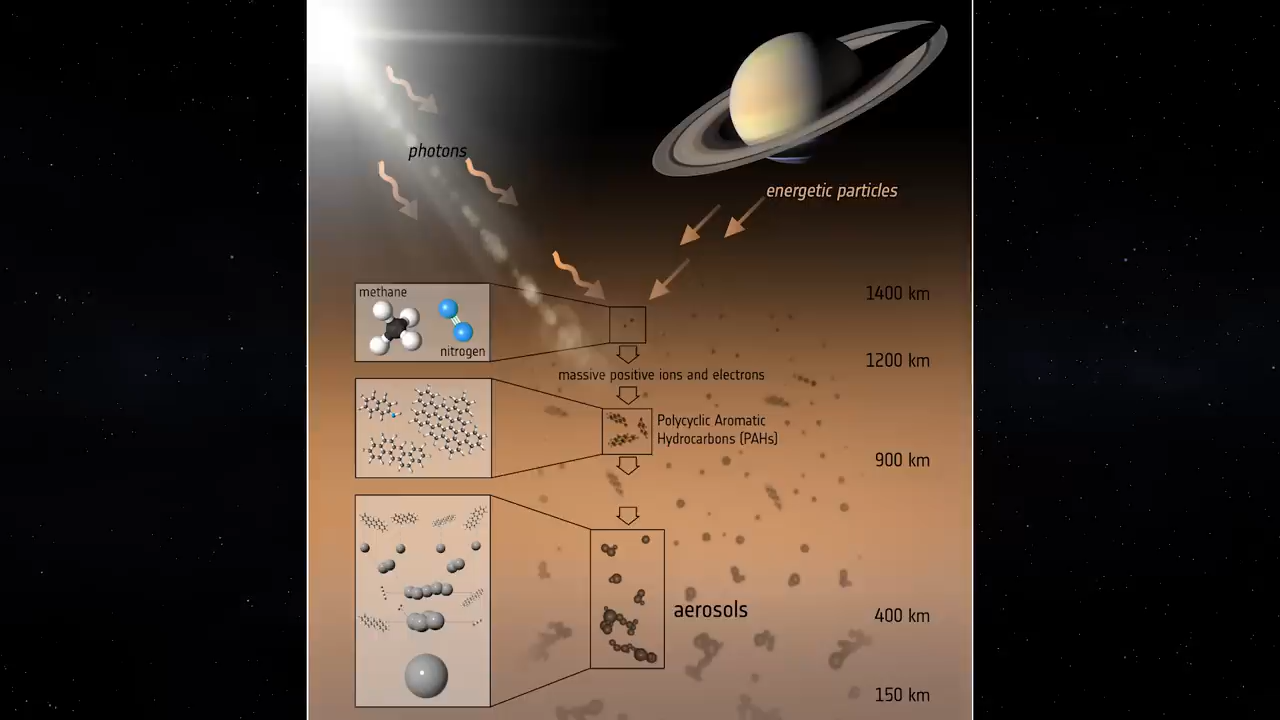 photons
energetic particles
methane
nitrogen
1400 km
1200 km
massive positive ions and electrons
Polycyclic Aromatic
Hydrocarbons (PAHs)
900 km
aerosols
400 km
150 km